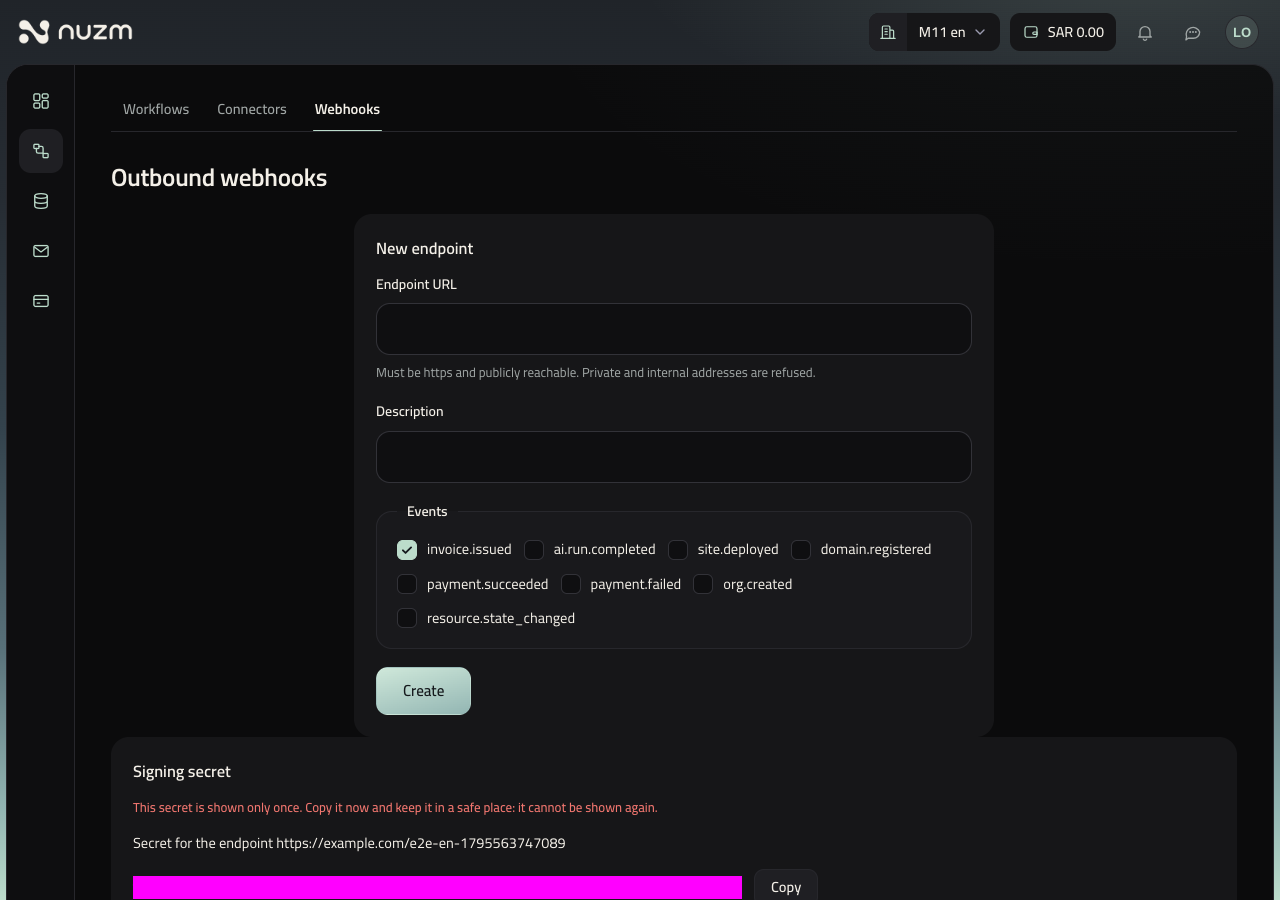 nuzm
M11 en
SAR 0.00
LO
Workflows Connectors Webhooks
Outbound webhooks
New endpoint
Endpoint URL
Must be https and publicly reachable. Private and internal addresses are refused.
Description
Events
invoice.issued ai.run.completed site.deployed domain.registered
payment.succeeded payment.failed org.created
resource.state_changed
Create
Signing secret
This secret is shown only once. Copy it now and keep it in a safe place: it cannot be shown again.
Secret for the endpoint https://example.com/e2e-en-1795563747089
Copy